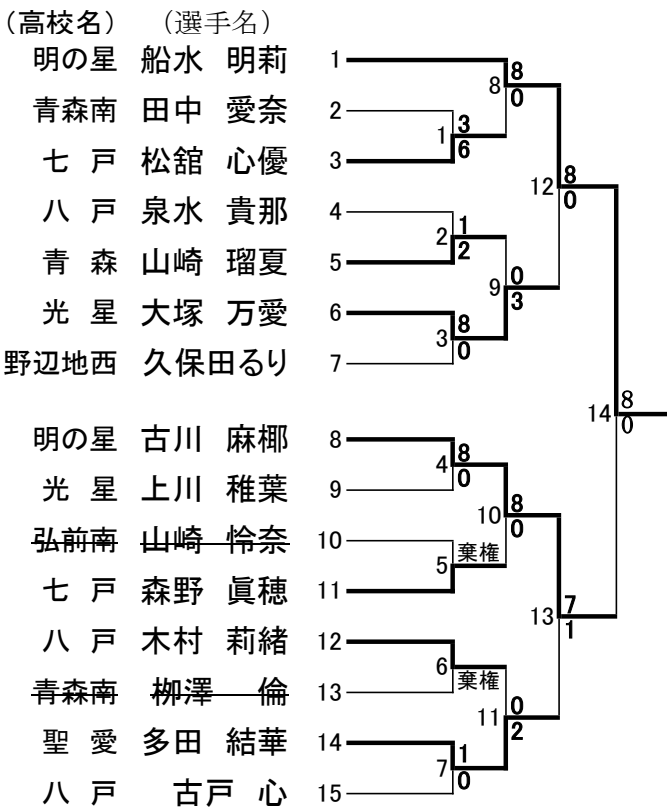 (高校名) (選手名)
明の星 船水 明莉 1
青森南 田中 愛奈 2
七 戸 松舘 心優 3
八 戸 泉水 貴那 4
青 森 山崎 瑠夏 5
光 星 大塚 万愛 6
野辺地西 久保田るり 7
明の星 古川 麻椰 8
光 星 上川 稚葉 9
弘前南 山崎 怜奈 10
七 戸 森野 眞穂 11
八 戸 木村 莉緒 12
青森南 栁澤 倫 13
聖 愛 多田 結華 14
八 戸 古戸 心 15
1 3 6
2 1 2
3 8 0
4 8 0
5 棄権
6 棄権
7 1 0
8 8 0
9 0 3
10 8 0
11 0 2
12 8 0
13 7 1
14 8 0